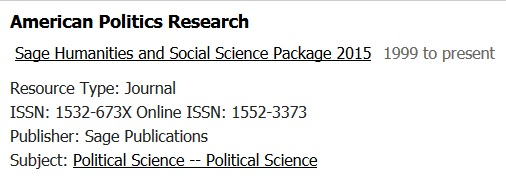 American Politics Research
Sage Humanities and Social Science Package 2015 1999 to present
Resource Type: Journal
ISSN: 1532-673X Online ISSN: 1552-3373
Publisher: Sage Publications
Subject: Political Science -- Political Science